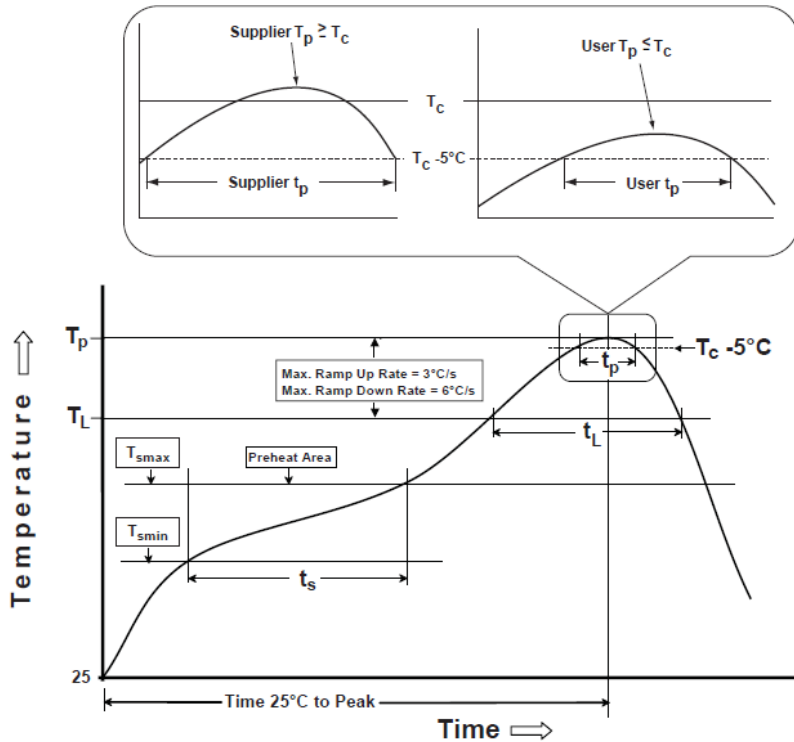 Supplier Tp ≥ Tc
User Tp ≤ Tc
Tc
Tc -5°C
Supplier tp
User tp
Tp
Tc -5°C
tp
Max. Ramp Up Rate = 3°C/s
Max. Ramp Down Rate = 6°C/s
TL
tL
Tsmax
Preheat Area
Tsmin
ts
Temperature
25
Time 25°C to Peak
Time